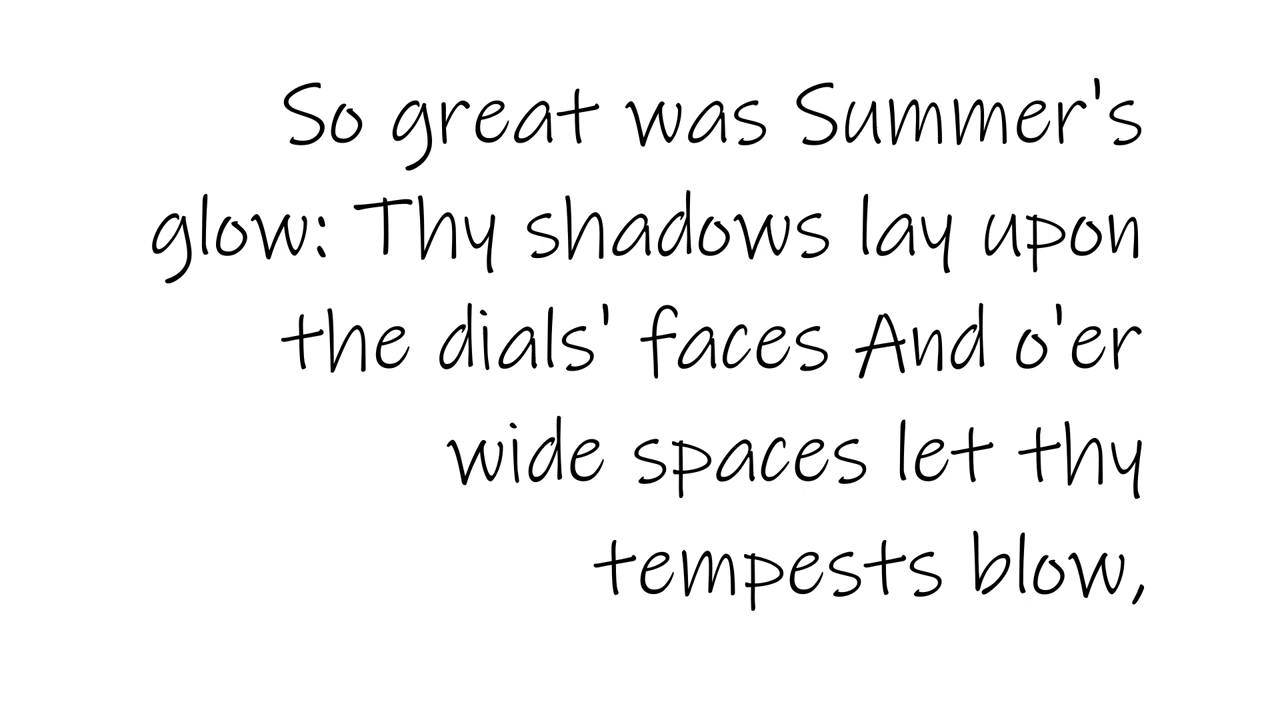 So great was Summer's
glow: Thy shadows lay upon
the dials' faces And o'er
wide spaces let thy
tempests blow,